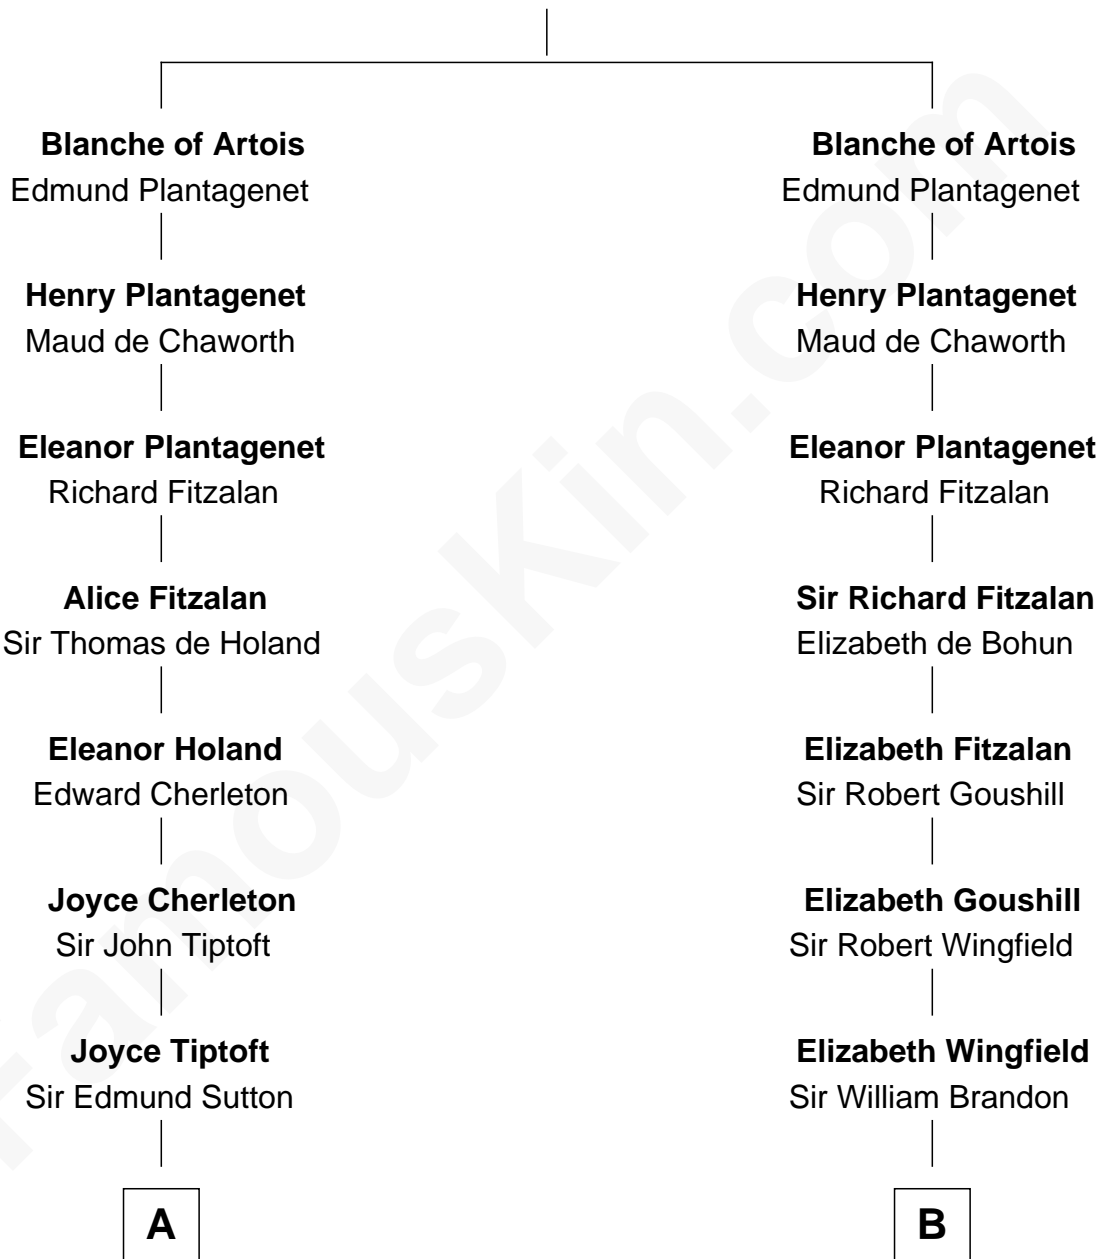 Blanche of Artois
Edmund Plantagenet
Henry Plantagenet
Maud de Chaworth
Eleanor Plantagenet
Richard Fitzalan
Alice Fitzalan
Sir Thomas de Holand
Eleanor Holand
Edward Cherleton
Joyce Cherleton
Sir John Tiptoft
Joyce Tiptoft
Sir Edmund Sutton
A
Blanche of Artois
Edmund Plantagenet
Henry Plantagenet
Maud de Chaworth
Eleanor Plantagenet
Richard Fitzalan
Sir Richard Fitzalan
Elizabeth de Bohun
Elizabeth Fitzalan
Sir Robert Goushill
Elizabeth Goushill
Sir Robert Wingfield
Elizabeth Wingfield
Sir William Brandon
B
FamousKin.com